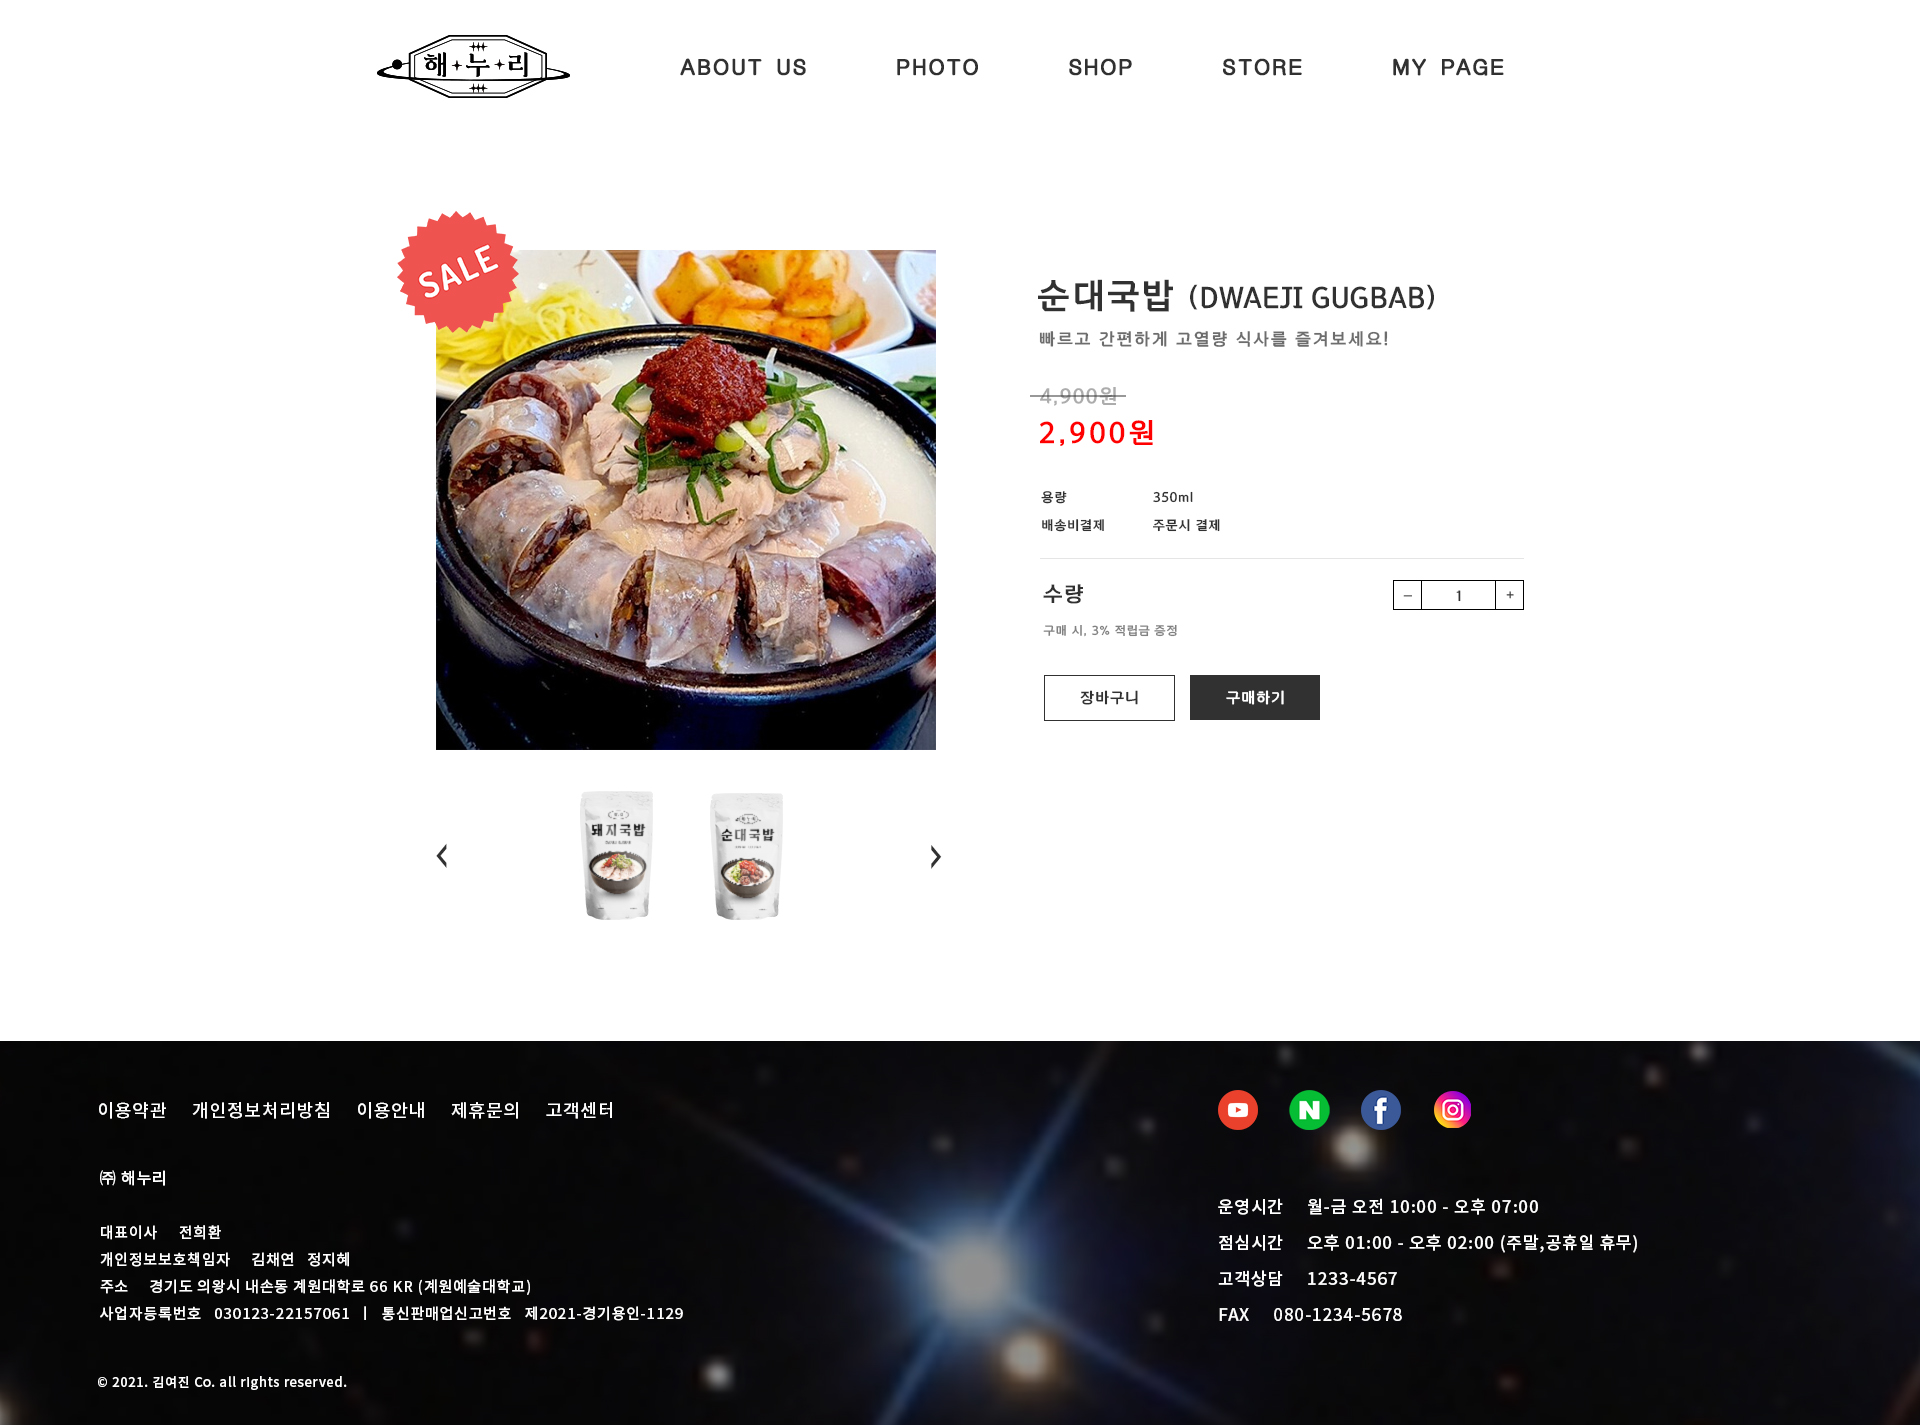 해누리
ABOUT US PHOTO SHOP STORE MY PAGE
SALE
순대국밥 (DWAEJI GUGBAB)
빠르고 간편하게 고열량 식사를 즐겨보세요!
4,900원
2,900원
용량 350ml
배송비결제 주문시 결제
수량 – 1 +
구매 시, 3% 적립금 증정
장바구니 구매하기
돼지국밥 순대국밥
이용약관 개인정보처리방침 이용안내 제휴문의 고객센터
㈜ 해누리
대표이사 전희환
개인정보보호책임자 김채연 정지혜
주소 경기도 의왕시 내손동 계원대학로 66 KR (계원예술대학교)
사업자등록번호 030123-22157061 | 통신판매업신고번호 제2021-경기용인-1129
© 2021. 김여진 Co. all rights reserved.
운영시간 월-금 오전 10:00 - 오후 07:00
점심시간 오후 01:00 - 오후 02:00 (주말,공휴일 휴무)
고객상담 1233-4567
FAX 080-1234-5678